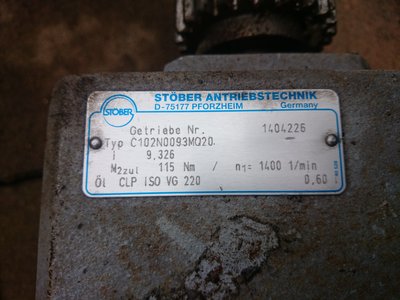 STÖBER ANTRIEBSTECHNIK
D-75177 PFORZHEIM Germany
STÖBER
Getriebe Nr. 1404226
Typ C102N0093MQ20
i 9,326
M2zul 115 Nm / n1= 1400 1/min
Öl CLP ISO VG 220 0,60